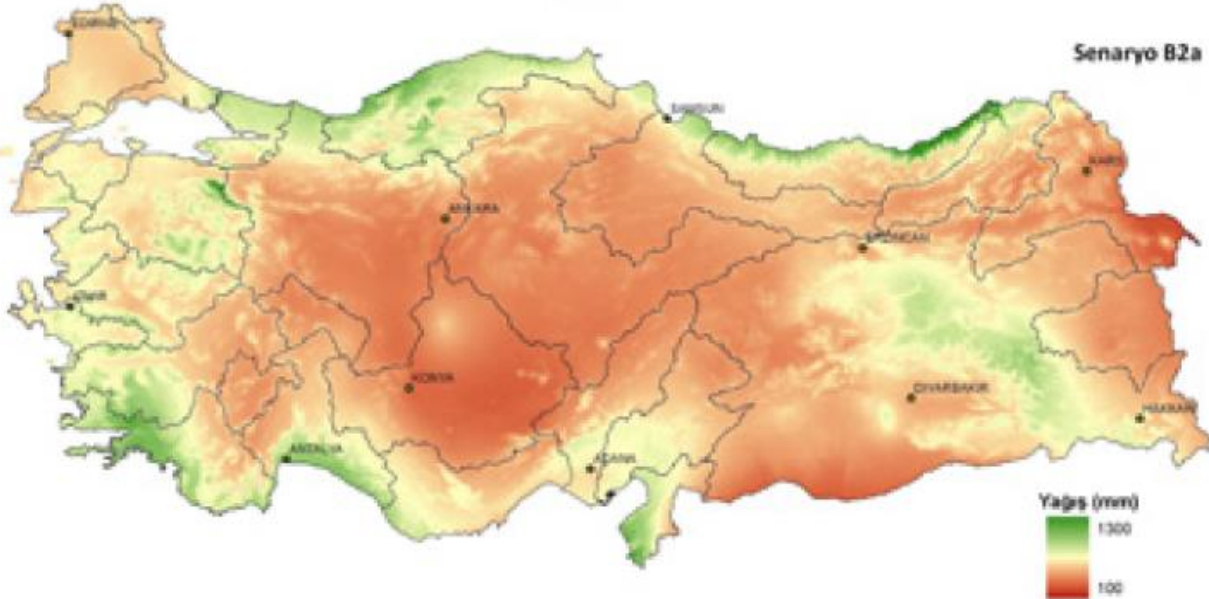 EDİRNE
Senaryo B2a
SAMSUN
KARS
ANKARA
ERZİNCAN
İZMİR
KONYA
DİYARBAKIR
HAKKARİ
ANTALYA
ADANA
Yağış (mm)
1300
100